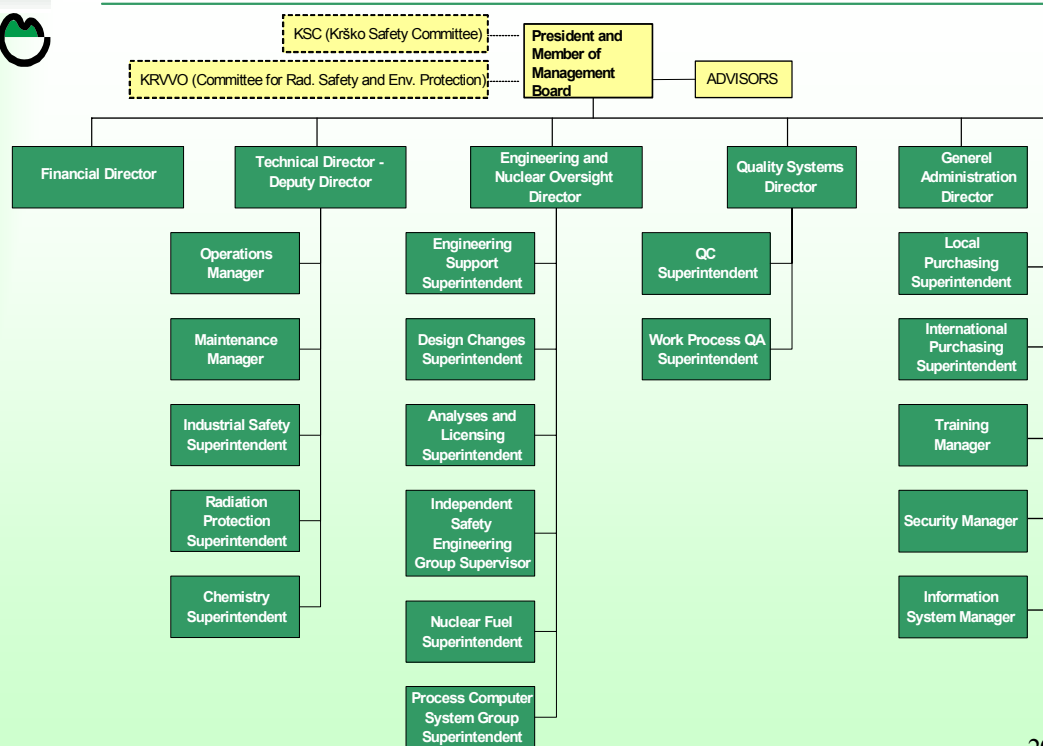 KSC (Krško Safety Committee)
President and
Member of
Management
Board
KRVVO (Committee for Rad. Safety and Env. Protection)
ADVISORS
Financial Director
Technical Director -
Deputy Director
Engineering and
Nuclear Oversight
Director
Quality Systems
Director
Generel
Administration
Director
Operations
Manager
Maintenance
Manager
Industrial Safety
Superintendent
Radiation
Protection
Superintendent
Chemistry
Superintendent
Engineering
Support
Superintendent
Design Changes
Superintendent
Analyses and
Licensing
Superintendent
Independent
Safety
Engineering
Group Supervisor
Nuclear Fuel
Superintendent
Process Computer
System Group
Superintendent
QC
Superintendent
Work Process QA
Superintendent
Local
Purchasing
Superintendent
International
Purchasing
Superintendent
Training
Manager
Security Manager
Information
System Manager